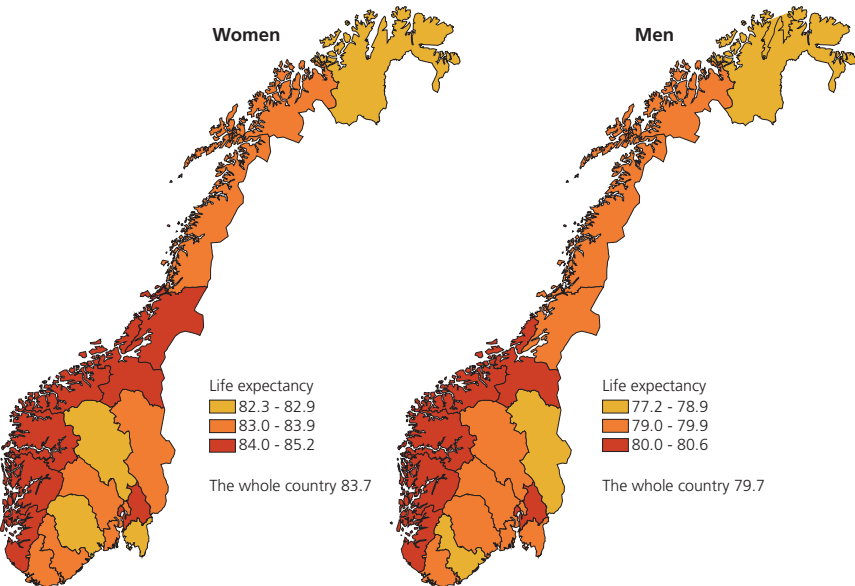 Women
Life expectancy
82.3 - 82.9
83.0 - 83.9
84.0 - 85.2
The whole country 83.7
Men
Life expectancy
77.2 - 78.9
79.0 - 79.9
80.0 - 80.6
The whole country 79.7